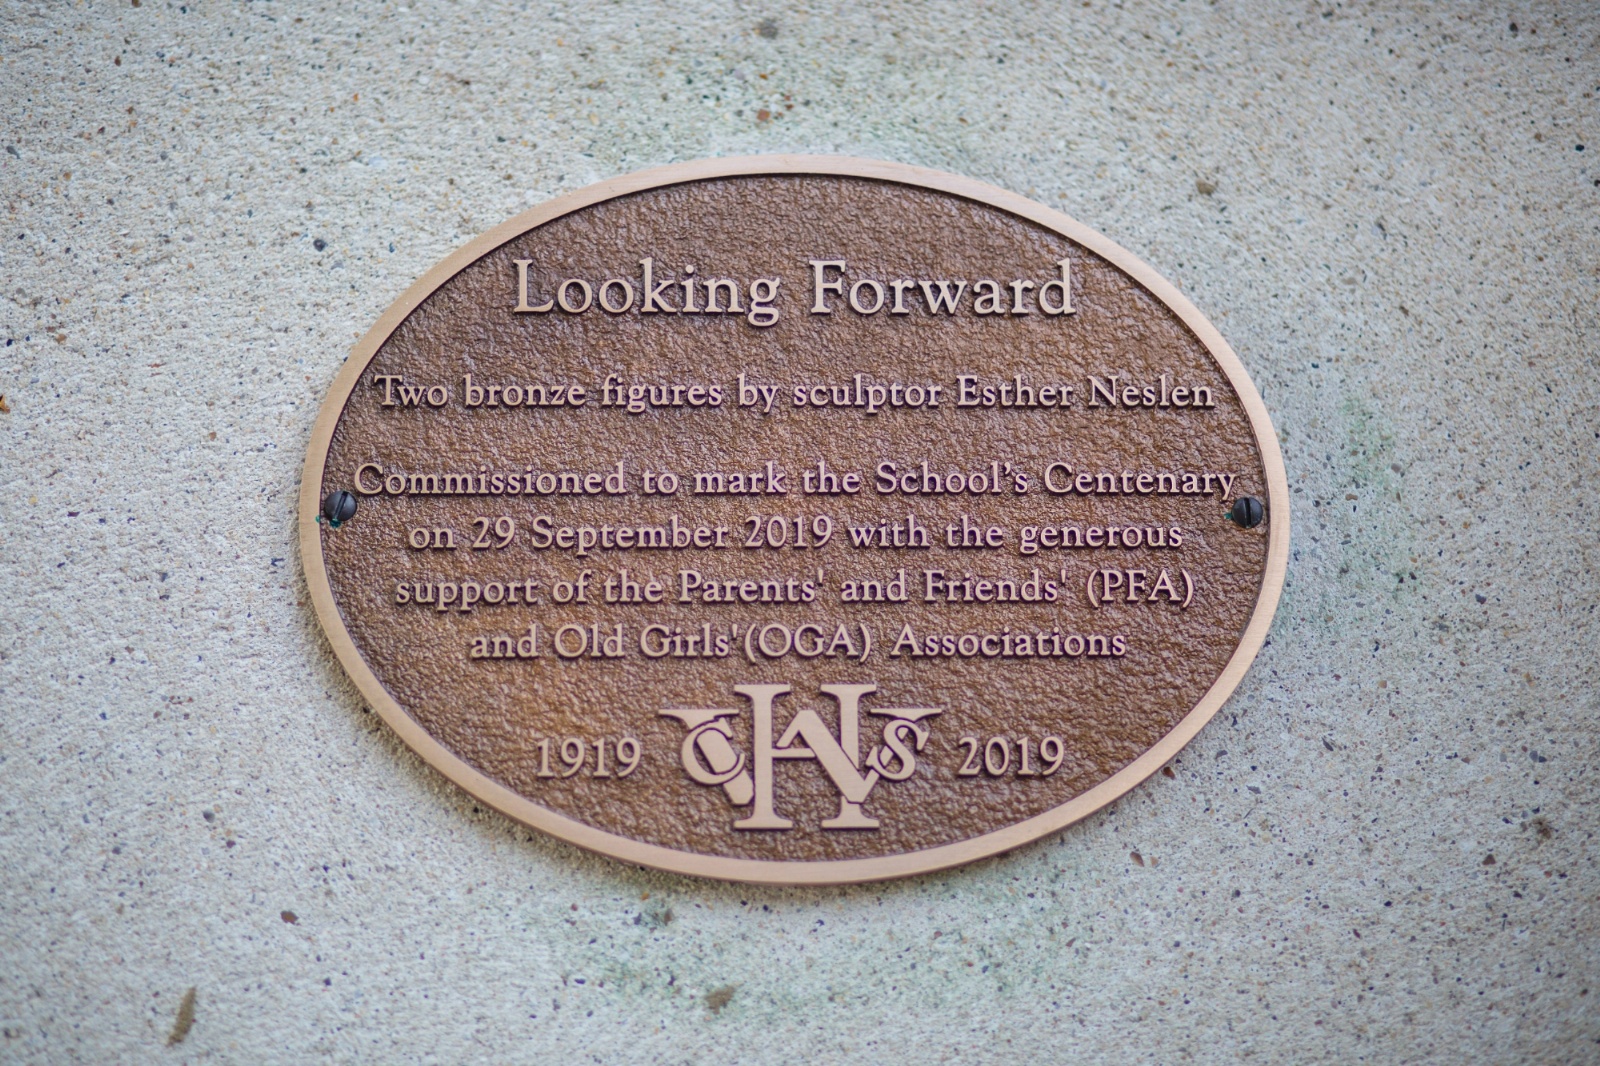 Looking Forward
Two bronze figures by sculptor Esther Neslen
Commissioned to mark the School's Centenary
on 29 September 2019 with the generous
support of the Parents' and Friends' (PFA)
and Old Girls'(OGA) Associations
1919 2019